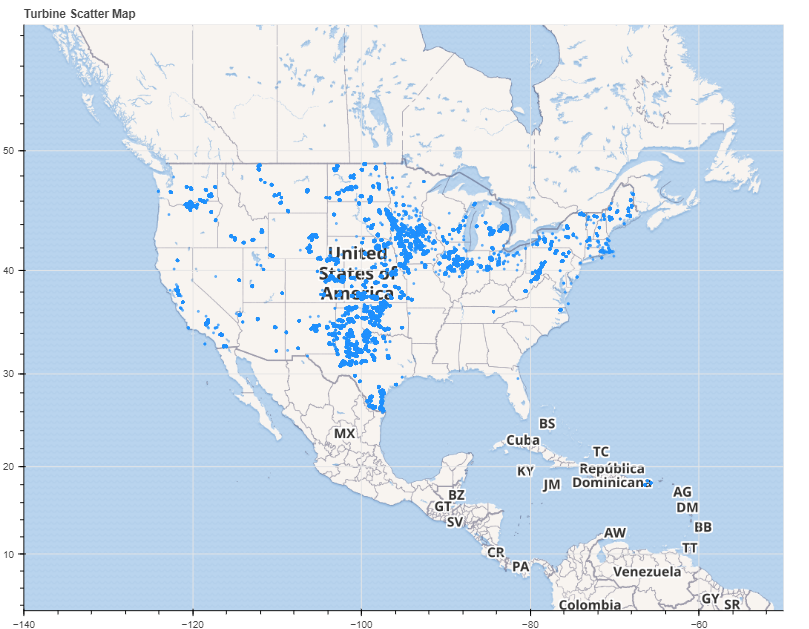 Turbine Scatter Map
50
40
30
20
10
United
States of
America
MX
BS
Cuba
TC
KY
República
JM
Dominicana
AG
BZ
DM
GT
SV
BB
AW
CR
TT
PA
Venezuela
GY
SR
Colombia
−140
−120
−100
−80
−60